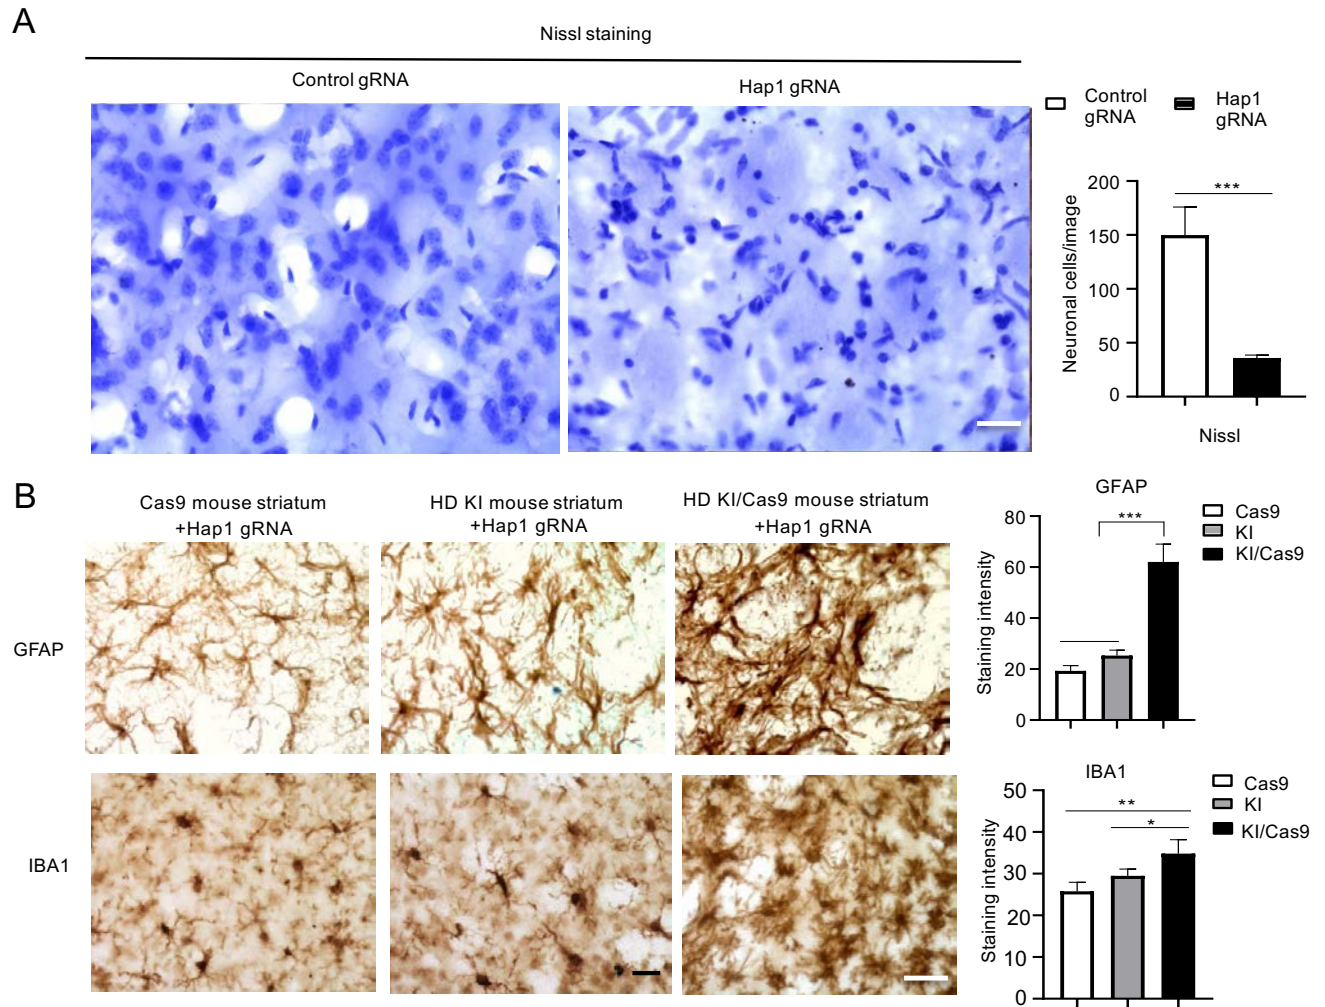 A
Nissl staining
Control gRNA
Hap1 gRNA
Control
gRNA
Hap1
gRNA
200
150
100
50
0
Neuronal cells/image
***
Nissl
B
Cas9 mouse striatum
+Hap1 gRNA
HD KI mouse striatum
+Hap1 gRNA
HD KI/Cas9 mouse striatum
+Hap1 gRNA
GFAP
IBA1
GFAP
80
60
40
20
0
Staining intensity
***
Cas9
KI
KI/Cas9
IBA1
50
40
30
20
10
0
Staining intensity
**
*
Cas9
KI
KI/Cas9